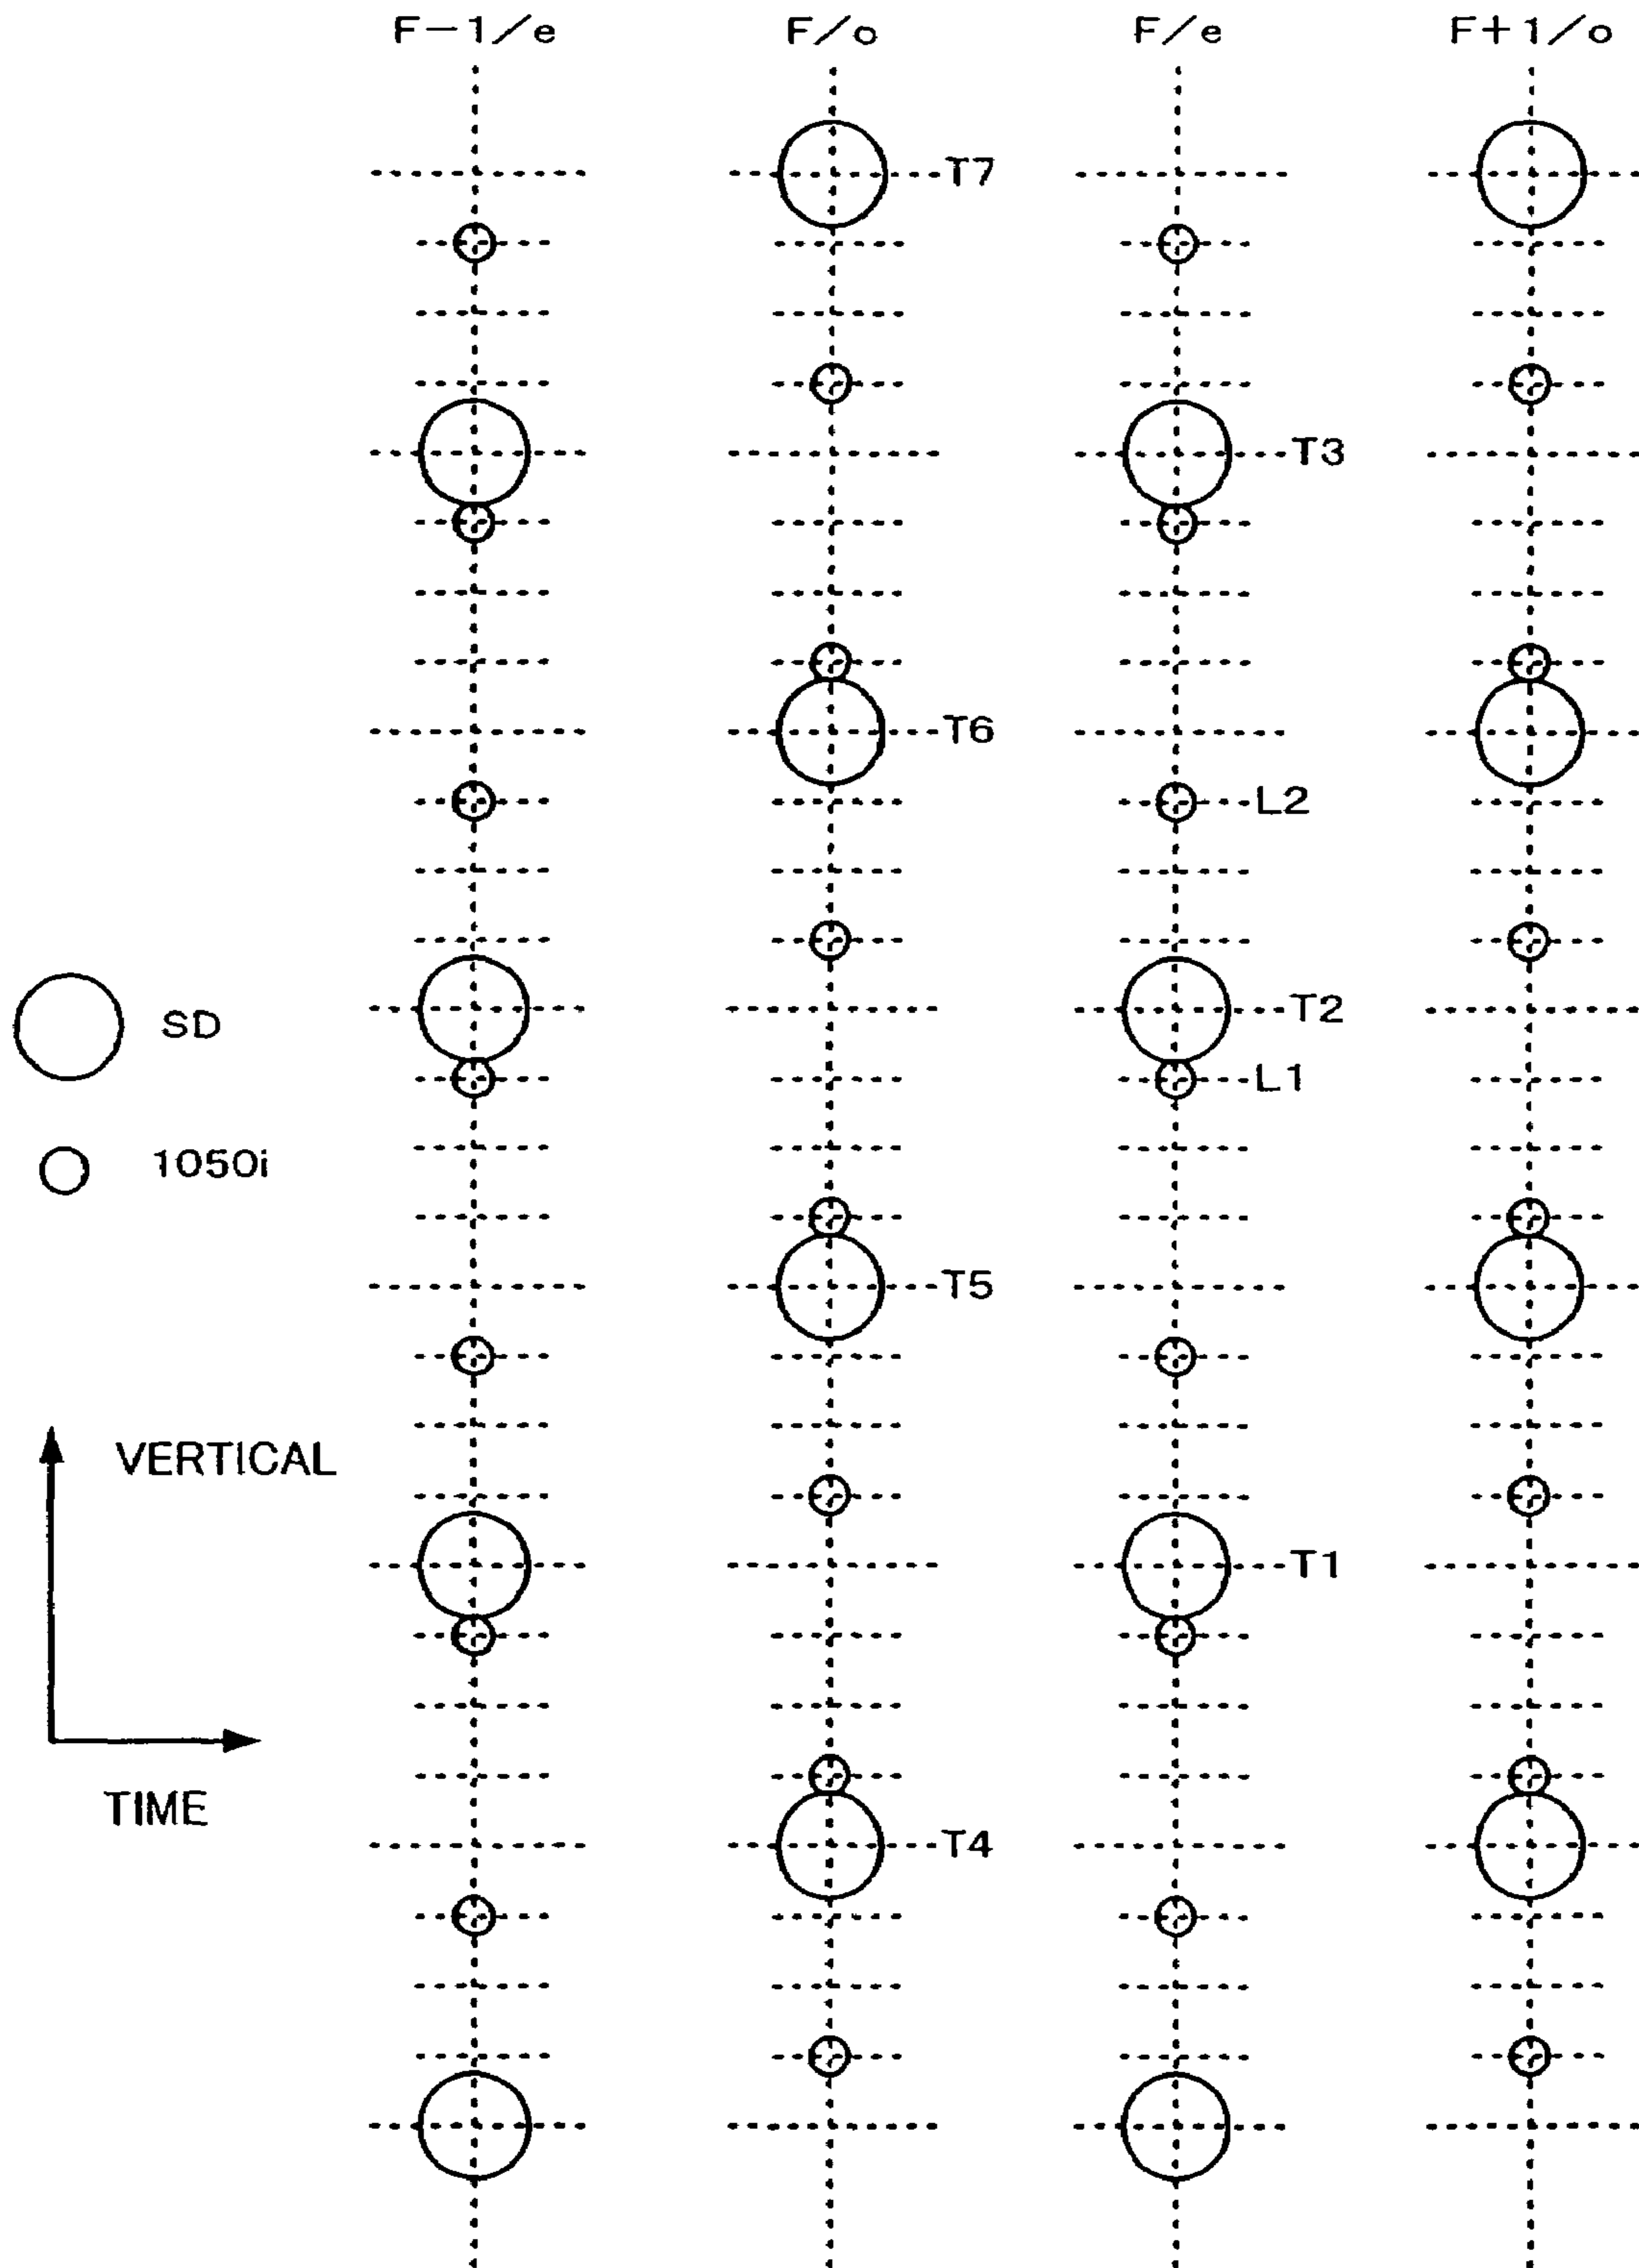 F-1/e F/o F/e F+1/o
T7
T3
T6
L2
T2
SD
L1
1050i
T5
VERTICAL
T1
TIME
T4